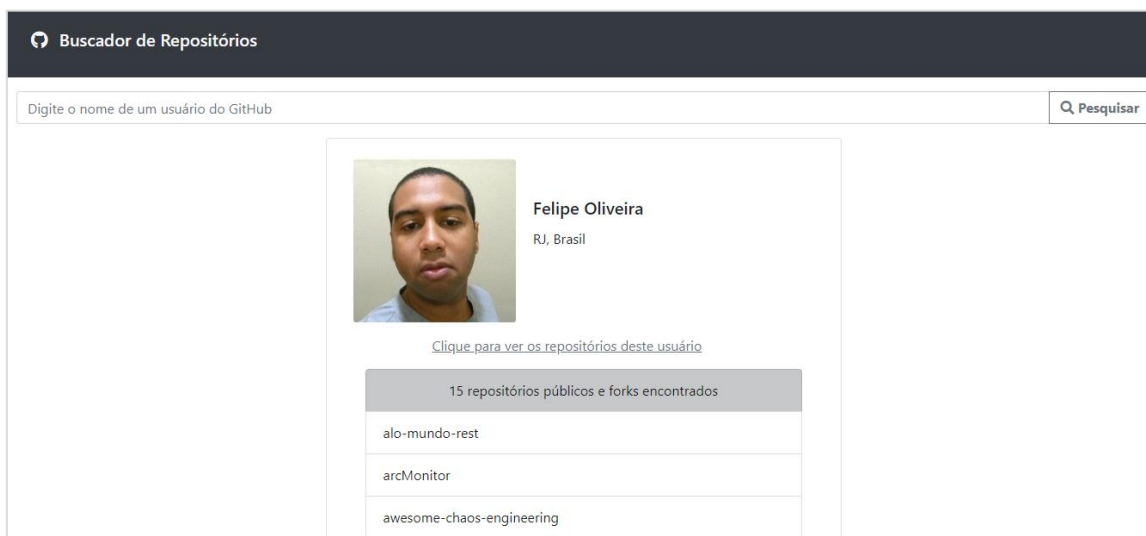 Buscador de Repositórios
Digite o nome de um usuário do GitHub
Pesquisar
Felipe Oliveira
RJ, Brasil
Clique para ver os repositórios deste usuário
15 repositórios públicos e forks encontrados
alo-mundo-rest
arcMonitor
awesome-chaos-engineering